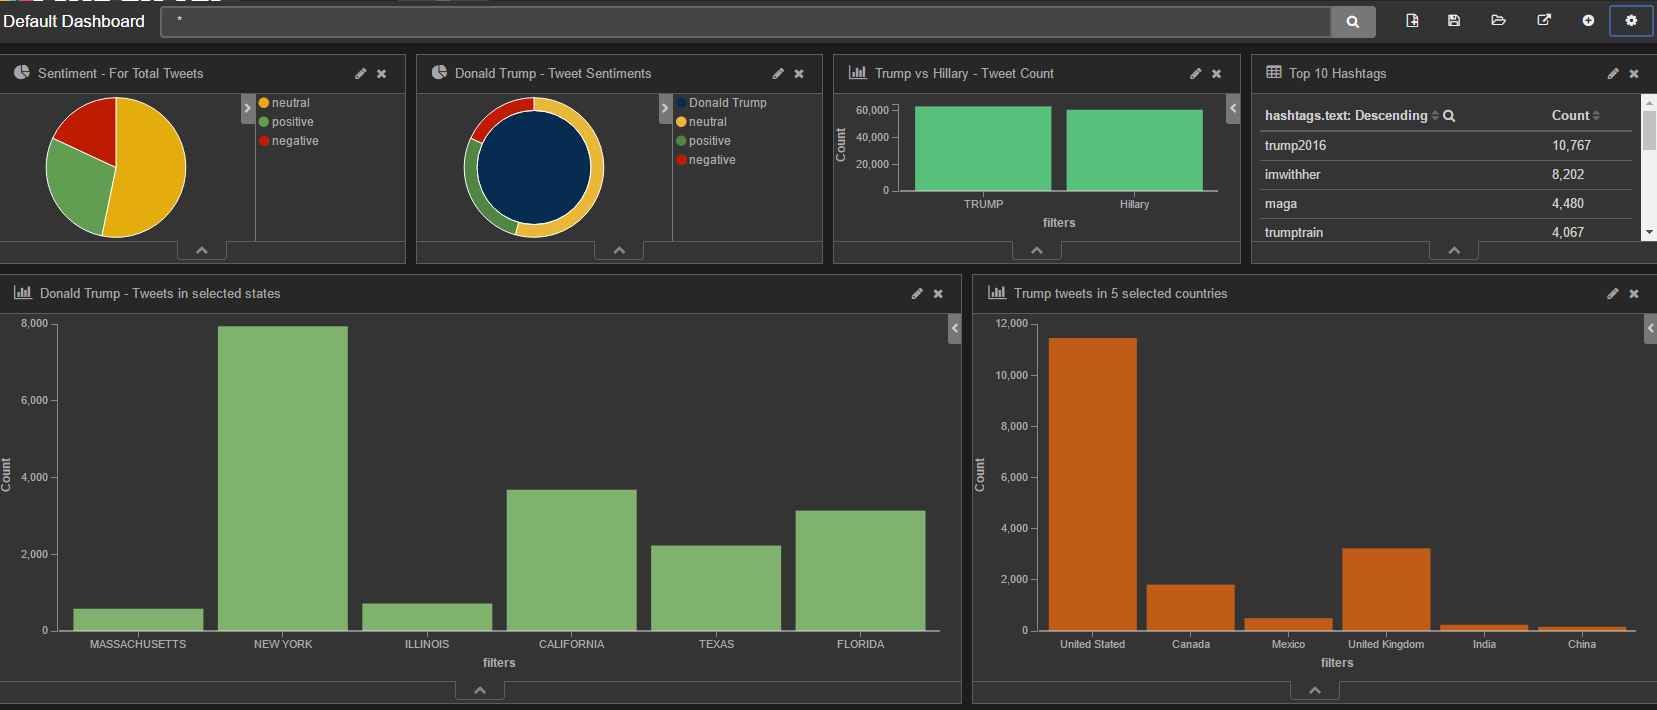 Default Dashboard
*
Sentiment - For Total Tweets
neutral
positive
negative
Donald Trump - Tweet Sentiments
Donald Trump
neutral
positive
negative
Trump vs Hillary - Tweet Count
Count
60,000
40,000
20,000
0
TRUMP Hillary
filters
Top 10 Hashtags
hashtags.text: Descending Count
trump2016 10,767
imwithher 8,202
maga 4,480
trumptrain 4,067
Donald Trump - Tweets in selected states
Count
8,000
6,000
4,000
2,000
0
MASSACHUSETTS NEW YORK ILLINOIS CALIFORNIA TEXAS FLORIDA
filters
Trump tweets in 5 selected countries
Count
12,000
10,000
8,000
6,000
4,000
2,000
0
United Stated Canada Mexico United Kingdom India China
filters